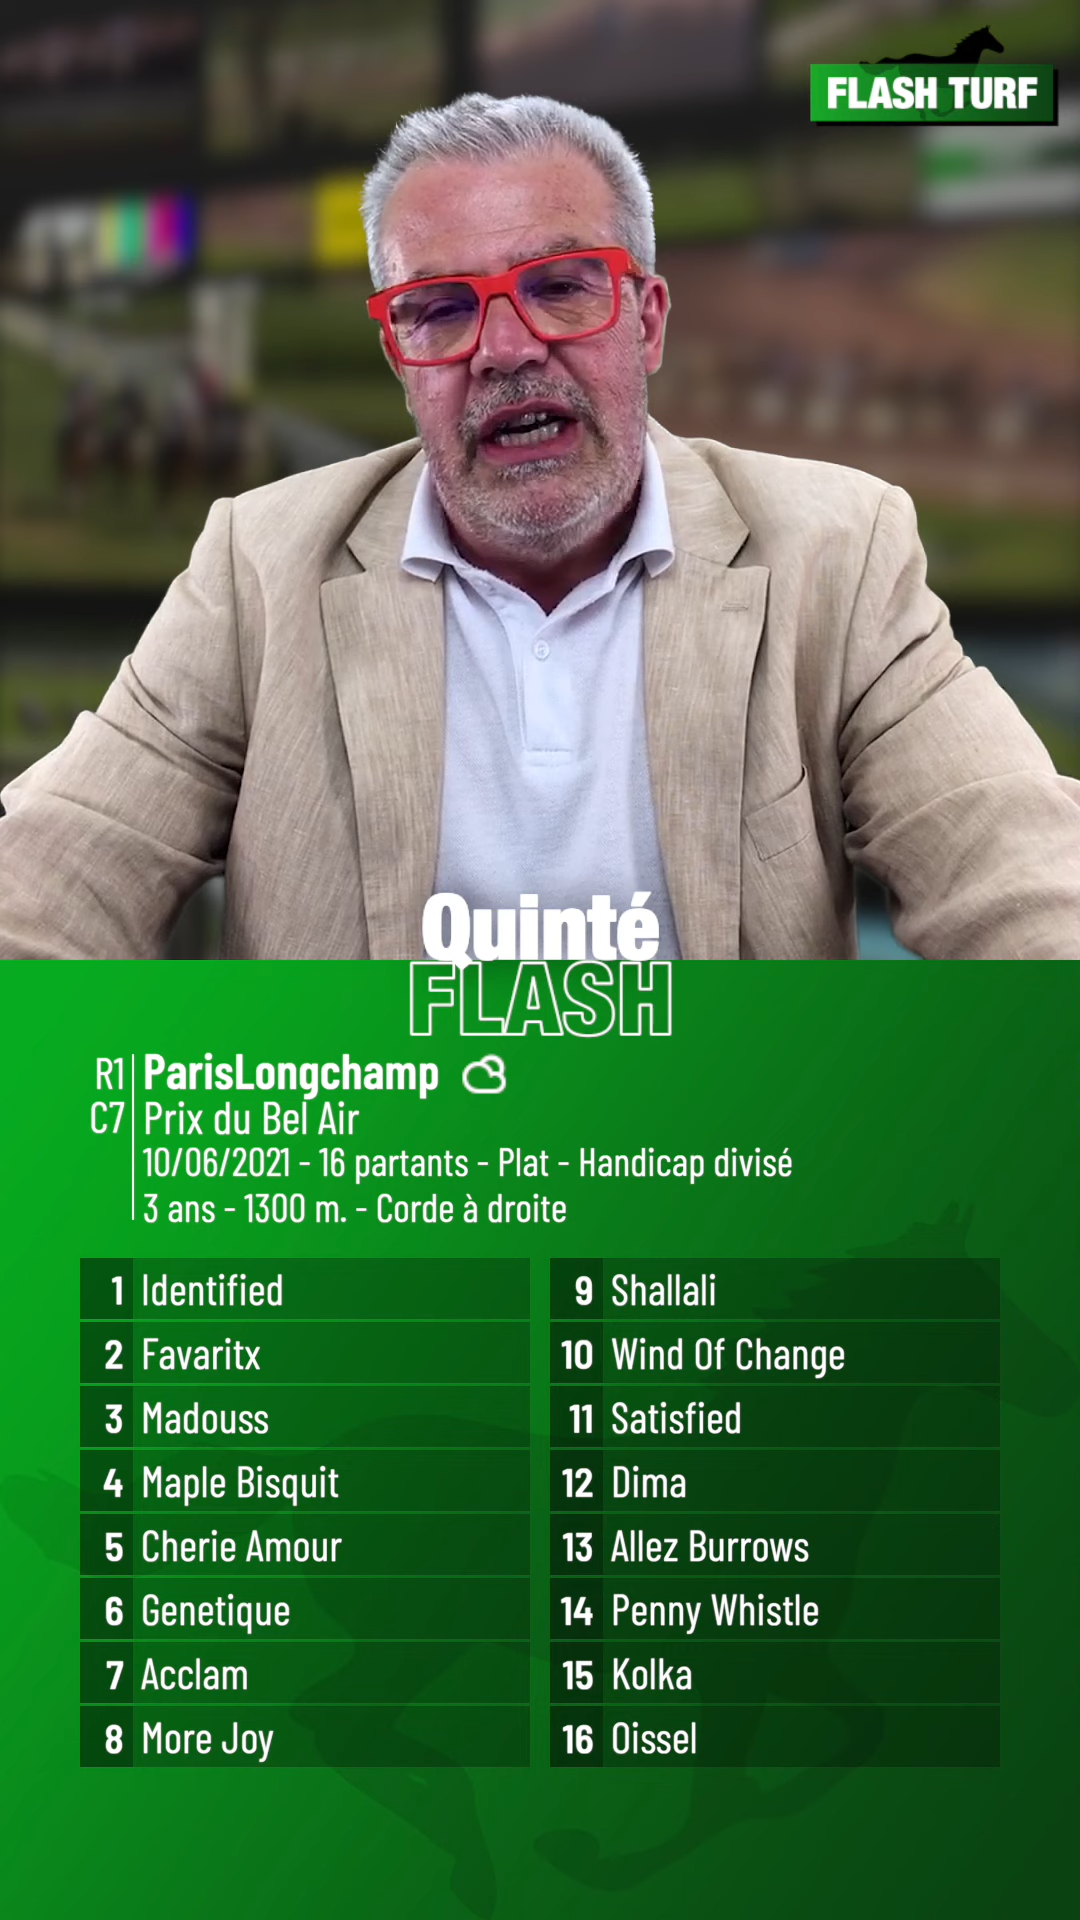 FLASH TURF
Quinté
FLASH
R1 ParisLongchamp
C7 Prix du Bel Air
10/06/2021 - 16 partants - Plat - Handicap divisé
3 ans - 1300 m. - Corde à droite
1 Identified
2 Favaritx
3 Madouss
4 Maple Bisquit
5 Cherie Amour
6 Genetique
7 Acclam
8 More Joy
9 Shallali
10 Wind Of Change
11 Satisfied
12 Dima
13 Allez Burrows
14 Penny Whistle
15 Kolka
16 Oissel